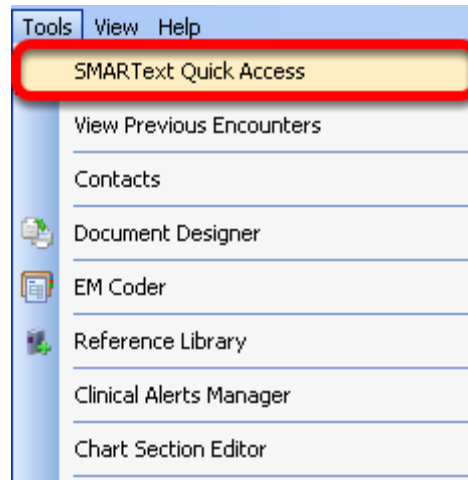 Tools View Help
SMARText Quick Access
View Previous Encounters
Contacts
Document Designer
EM Coder
Reference Library
Clinical Alerts Manager
Chart Section Editor